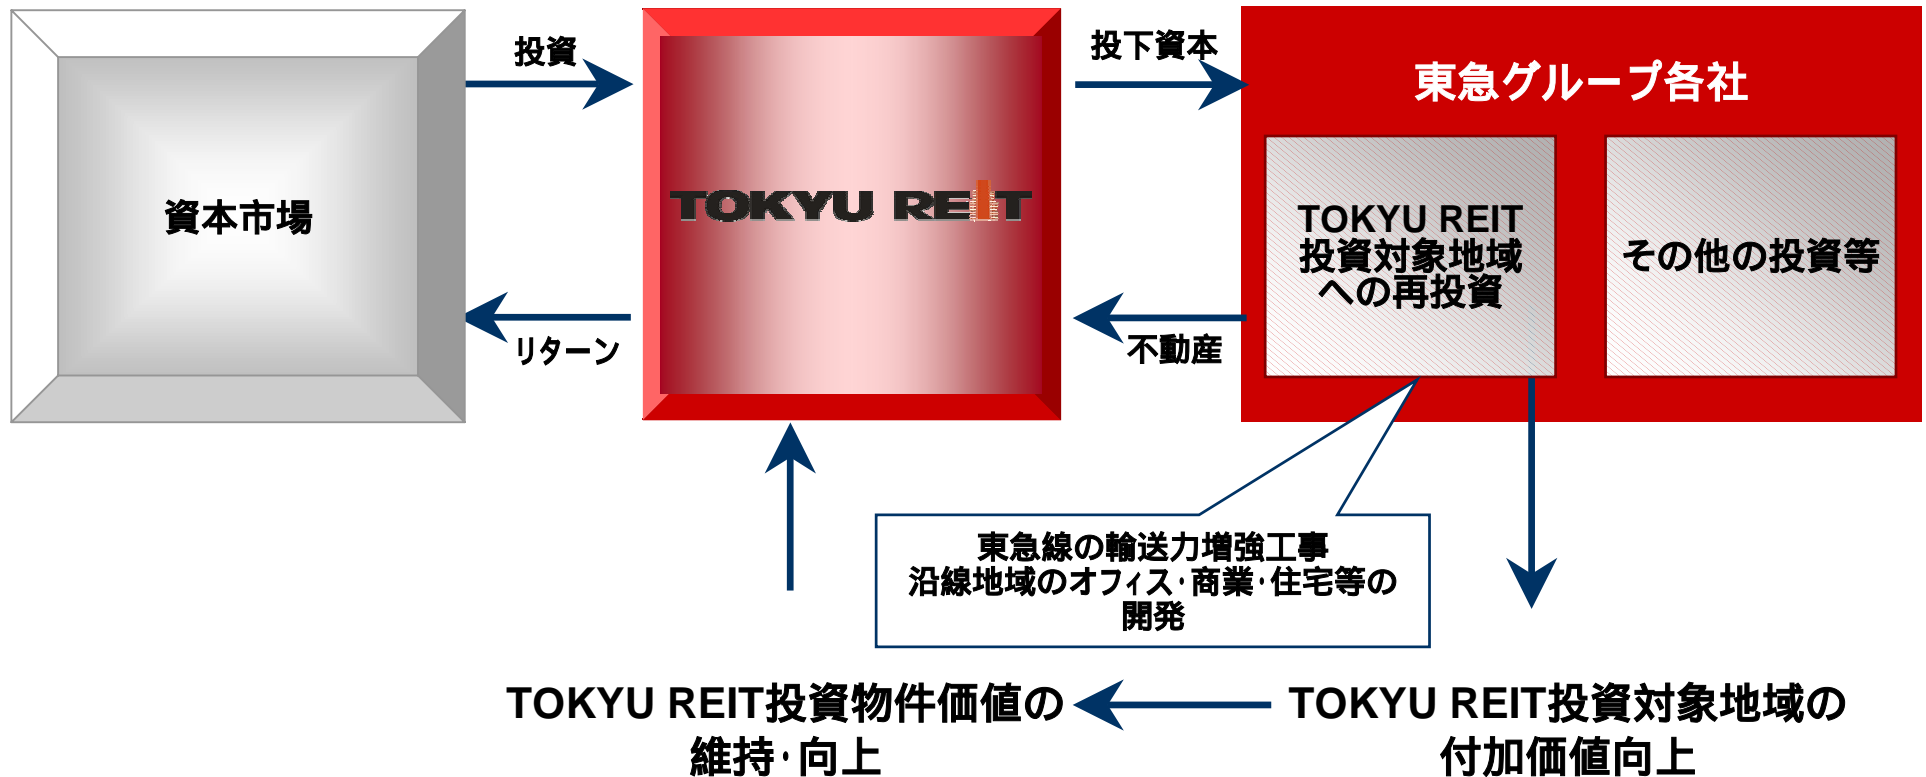 投資
投下資本
東急グループ各社
資本市場
TOKYU REIT
TOKYU REIT
投資対象地域
への再投資
その他の投資等
リターン
不動産
東急線の輸送力増強工事
沿線地域のオフィス･商業･住宅等の
開発
TOKYU REIT投資物件価値の
維持･向上
TOKYU REIT投資対象地域の
付加価値向上